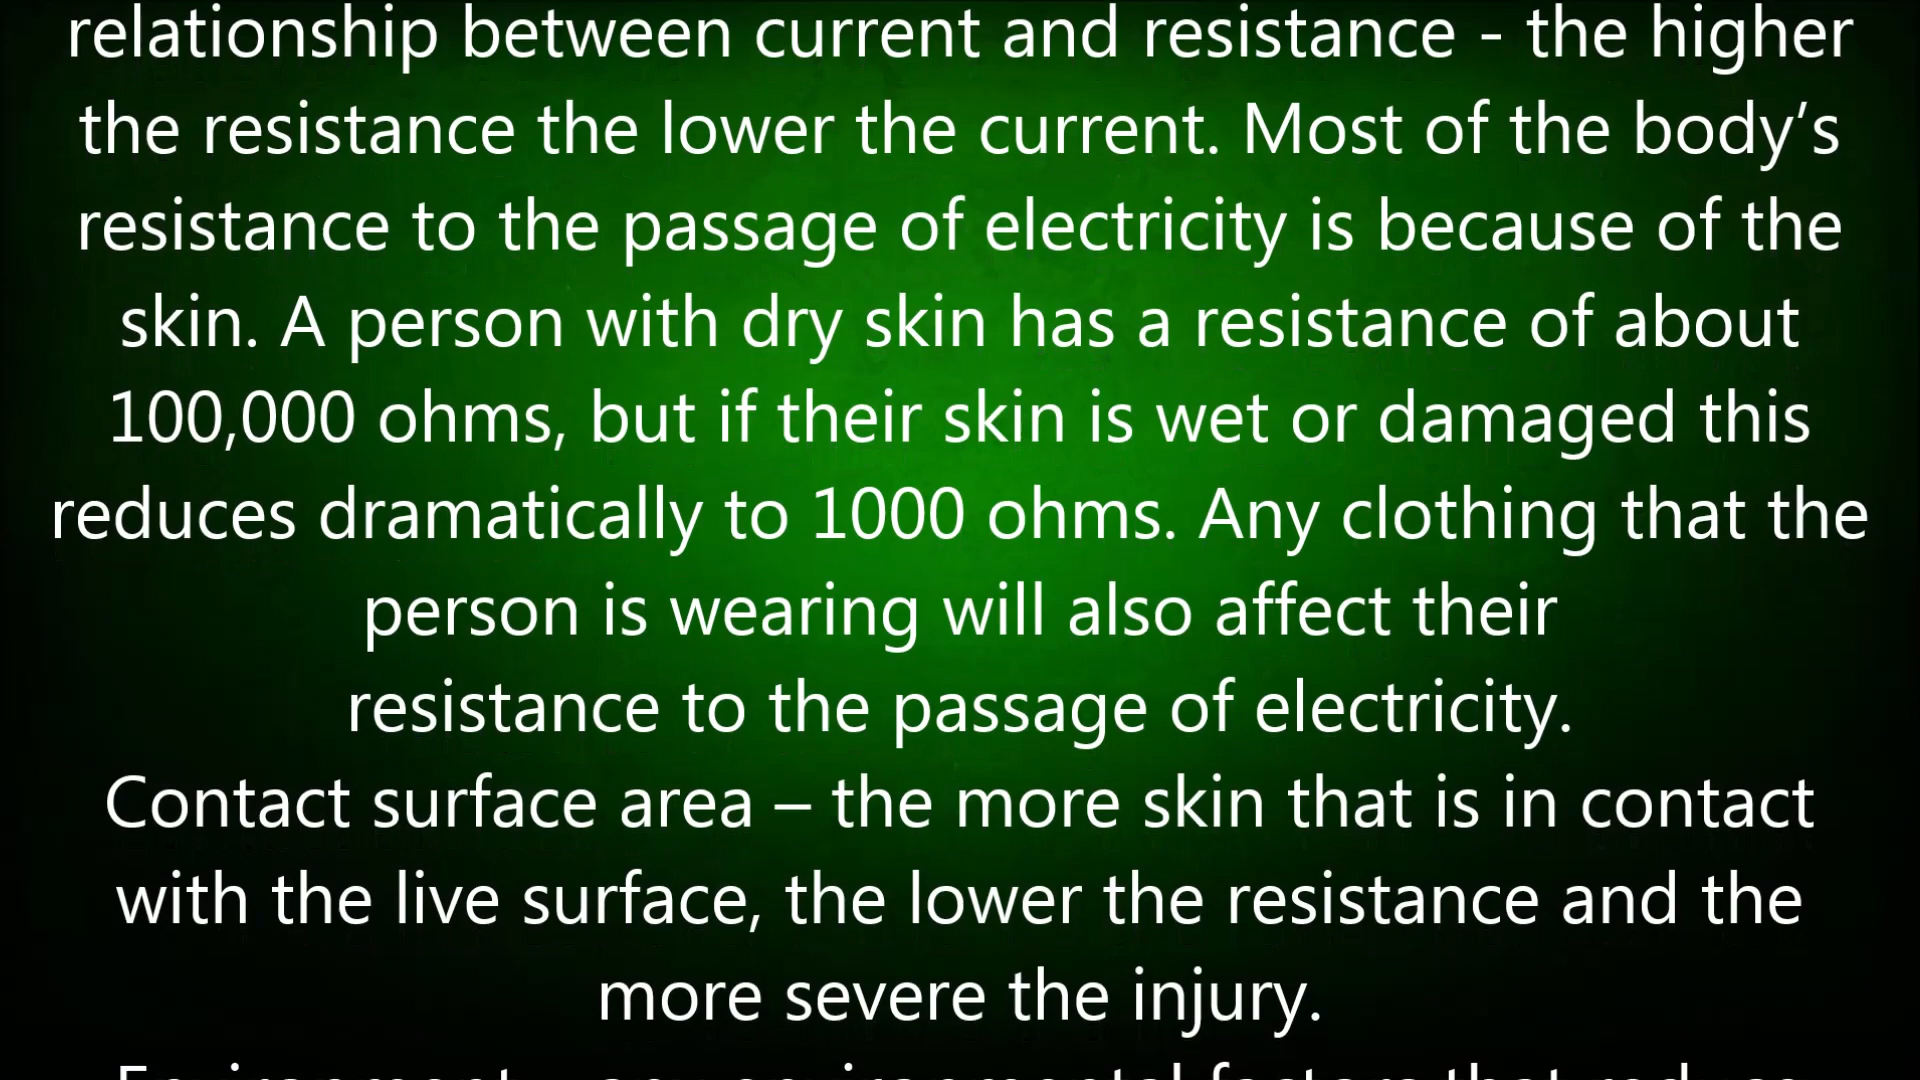 relationship between current and resistance - the higher
the resistance the lower the current. Most of the body’s
resistance to the passage of electricity is because of the
skin. A person with dry skin has a resistance of about
100,000 ohms, but if their skin is wet or damaged this
reduces dramatically to 1000 ohms. Any clothing that the
person is wearing will also affect their
resistance to the passage of electricity.
Contact surface area – the more skin that is in contact
with the live surface, the lower the resistance and the
more severe the injury.